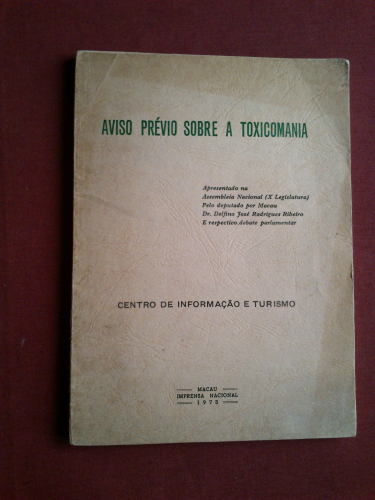 AVISO PRÉVIO SOBRE A TOXICOMANIA
Apresentado na
Assembleia Nacional (X Legislatura)
Pelo deputado por Macau
Dr. Delfino José Rodrigues Ribeiro
E respectivo debate parlamentar
CENTRO DE INFORMAÇÃO E TURISMO
MACAU
IMPRENSA NACIONAL
1973